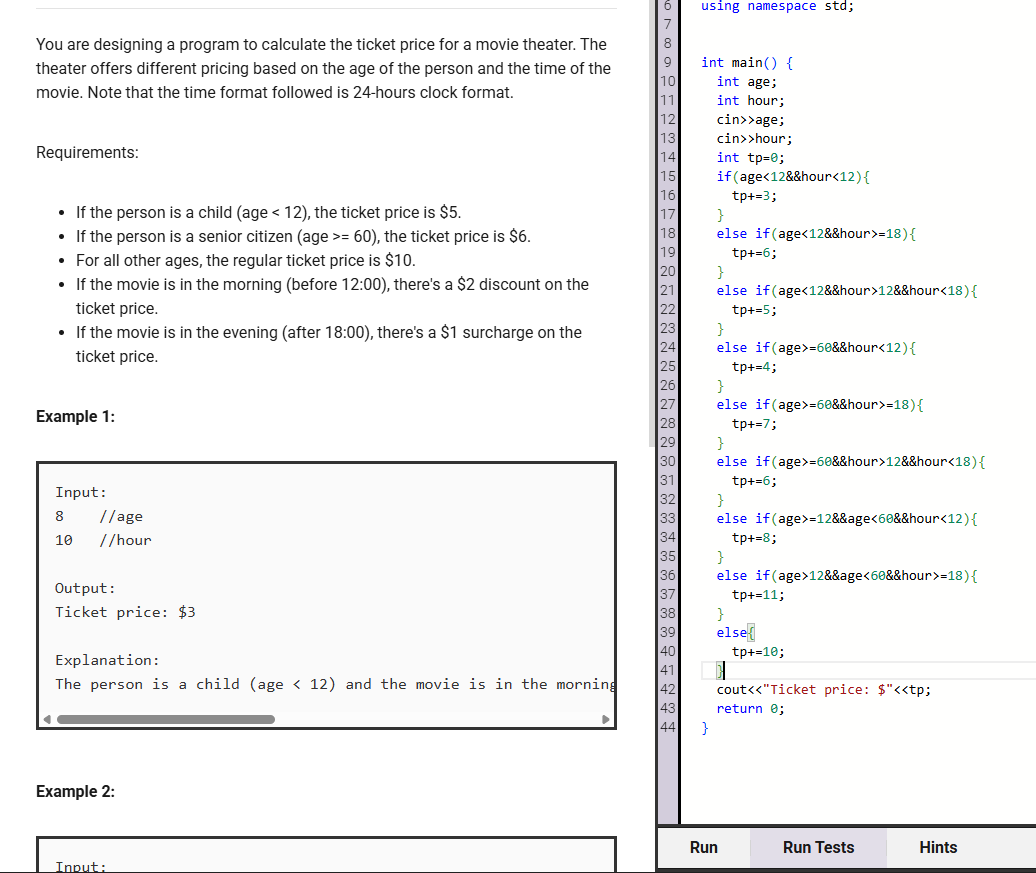 You are designing a program to calculate the ticket price for a movie theater. The
theater offers different pricing based on the age of the person and the time of the
movie. Note that the time format followed is 24-hours clock format.
Requirements:
• If the person is a child (age < 12), the ticket price is $5.
• If the person is a senior citizen (age >= 60), the ticket price is $6.
• For all other ages, the regular ticket price is $10.
• If the movie is in the morning (before 12:00), there's a $2 discount on the
ticket price.
• If the movie is in the evening (after 18:00), there's a $1 surcharge on the
ticket price.
Example 1:
Input:
8    //age
10   //hour
Output:
Ticket price: $3
Explanation:
The person is a child (age < 12) and the movie is in the morning
Example 2:
Input:
6 using namespace std;
7
8
9 int main() {
10   int age;
11   int hour;
12   cin>>age;
13   cin>>hour;
14   int tp=0;
15   if(age<12&&hour<12){
16     tp+=3;
17   }
18   else if(age<12&&hour>=18){
19     tp+=6;
20   }
21   else if(age<12&&hour>12&&hour<18){
22     tp+=5;
23   }
24   else if(age>=60&&hour<12){
25     tp+=4;
26   }
27   else if(age>=60&&hour>=18){
28     tp+=7;
29   }
30   else if(age>=60&&hour>12&&hour<18){
31     tp+=6;
32   }
33   else if(age>=12&&age<60&&hour<12){
34     tp+=8;
35   }
36   else if(age>12&&age<60&&hour>=18){
37     tp+=11;
38   }
39   else{
40     tp+=10;
41   }
42   cout<<"Ticket price: $"<<tp;
43   return 0;
44 }
Run Run Tests Hints